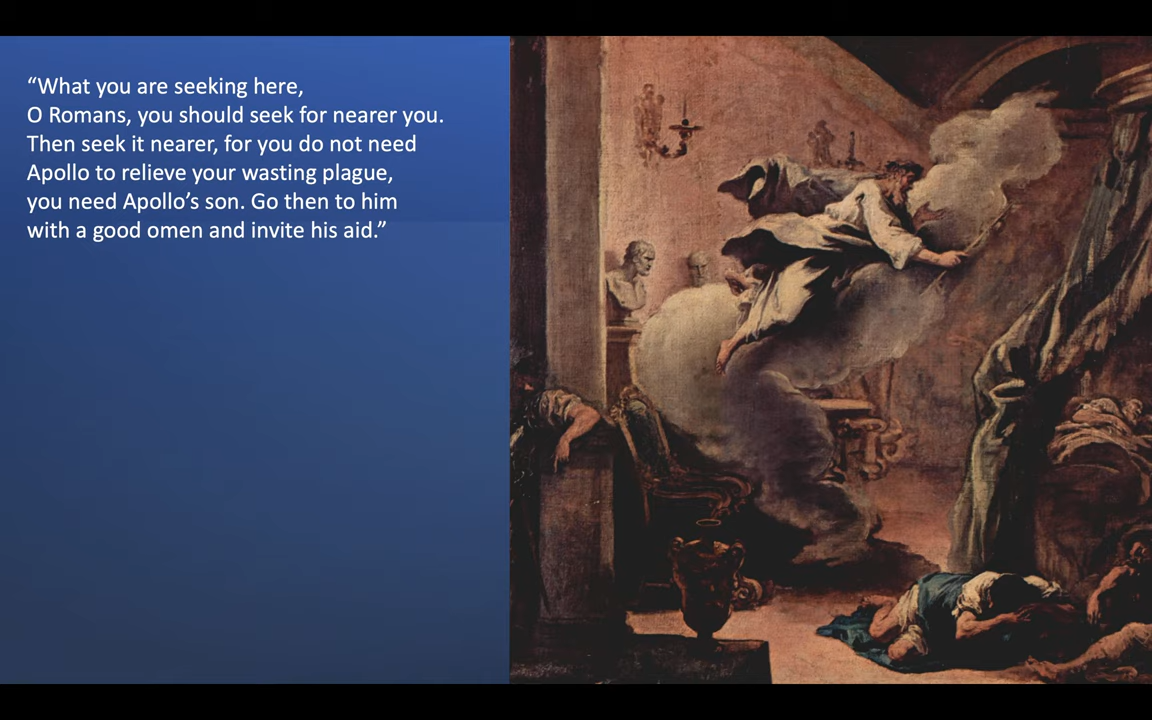 “What you are seeking here,
O Romans, you should seek for nearer you.
Then seek it nearer, for you do not need
Apollo to relieve your wasting plague,
you need Apollo’s son. Go then to him
with a good omen and invite his aid.”